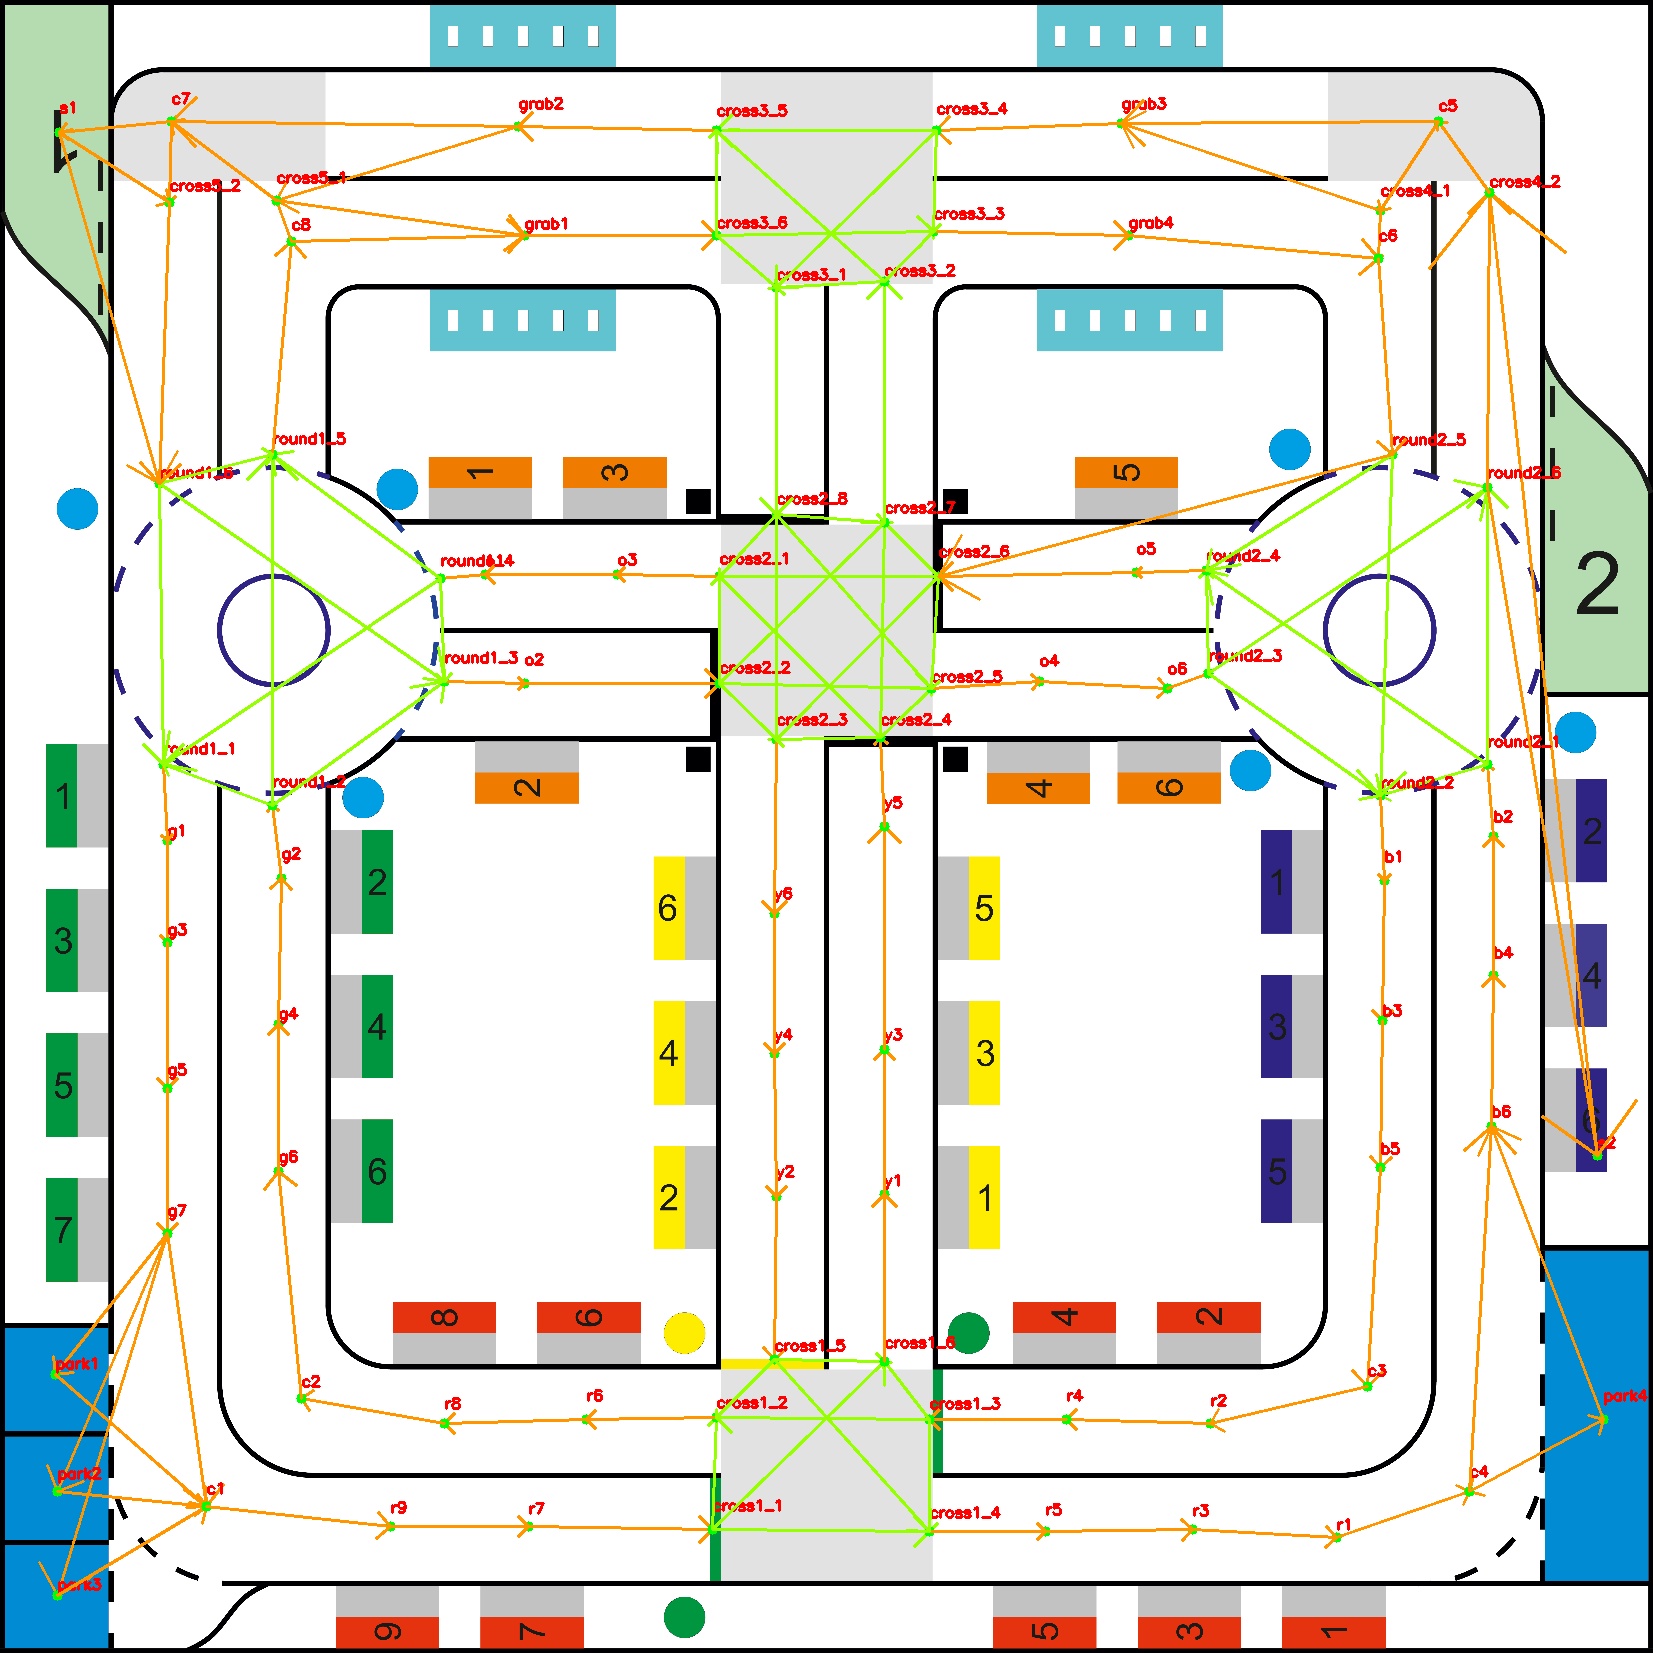 grab2
cross3_5
cross3_4
grab3
c5
c7
s1
1
cross5_2
cross5_1
cross4_1
cross4_2
c8
grab1
cross3_6
cross3_3
grab4
c6
cross3_1
cross3_2
round1_5
round2_5
1
3
5
round1_6
round2_6
cross2_8
cross2_7
o3
cross2_1
cross2_6
o5
round2_4
2
round1_3
o2
cross2_2
cross2_5
o4
o6
round2_3
cross2_3
cross2_4
round1_1
round2_1
round1_2
round2_2
2
4
6
1
g1
y5
b2
2
g2
b1
2
6
5
1
y6
g3
3
b4
4
g4
y4
y3
b3
4
4
3
3
g5
5
b6
6
s2
g6
y2
y1
b5
6
2
1
5
g7
7
8
6
4
2
park1
cross1_5
cross1_6
c2
r8
r6
cross1_2
cross1_3
r4
r2
c3
park4
park2
c1
r9
r7
cross1_1
cross1_4
r5
r3
r1
c4
park3
9
7
5
3
1